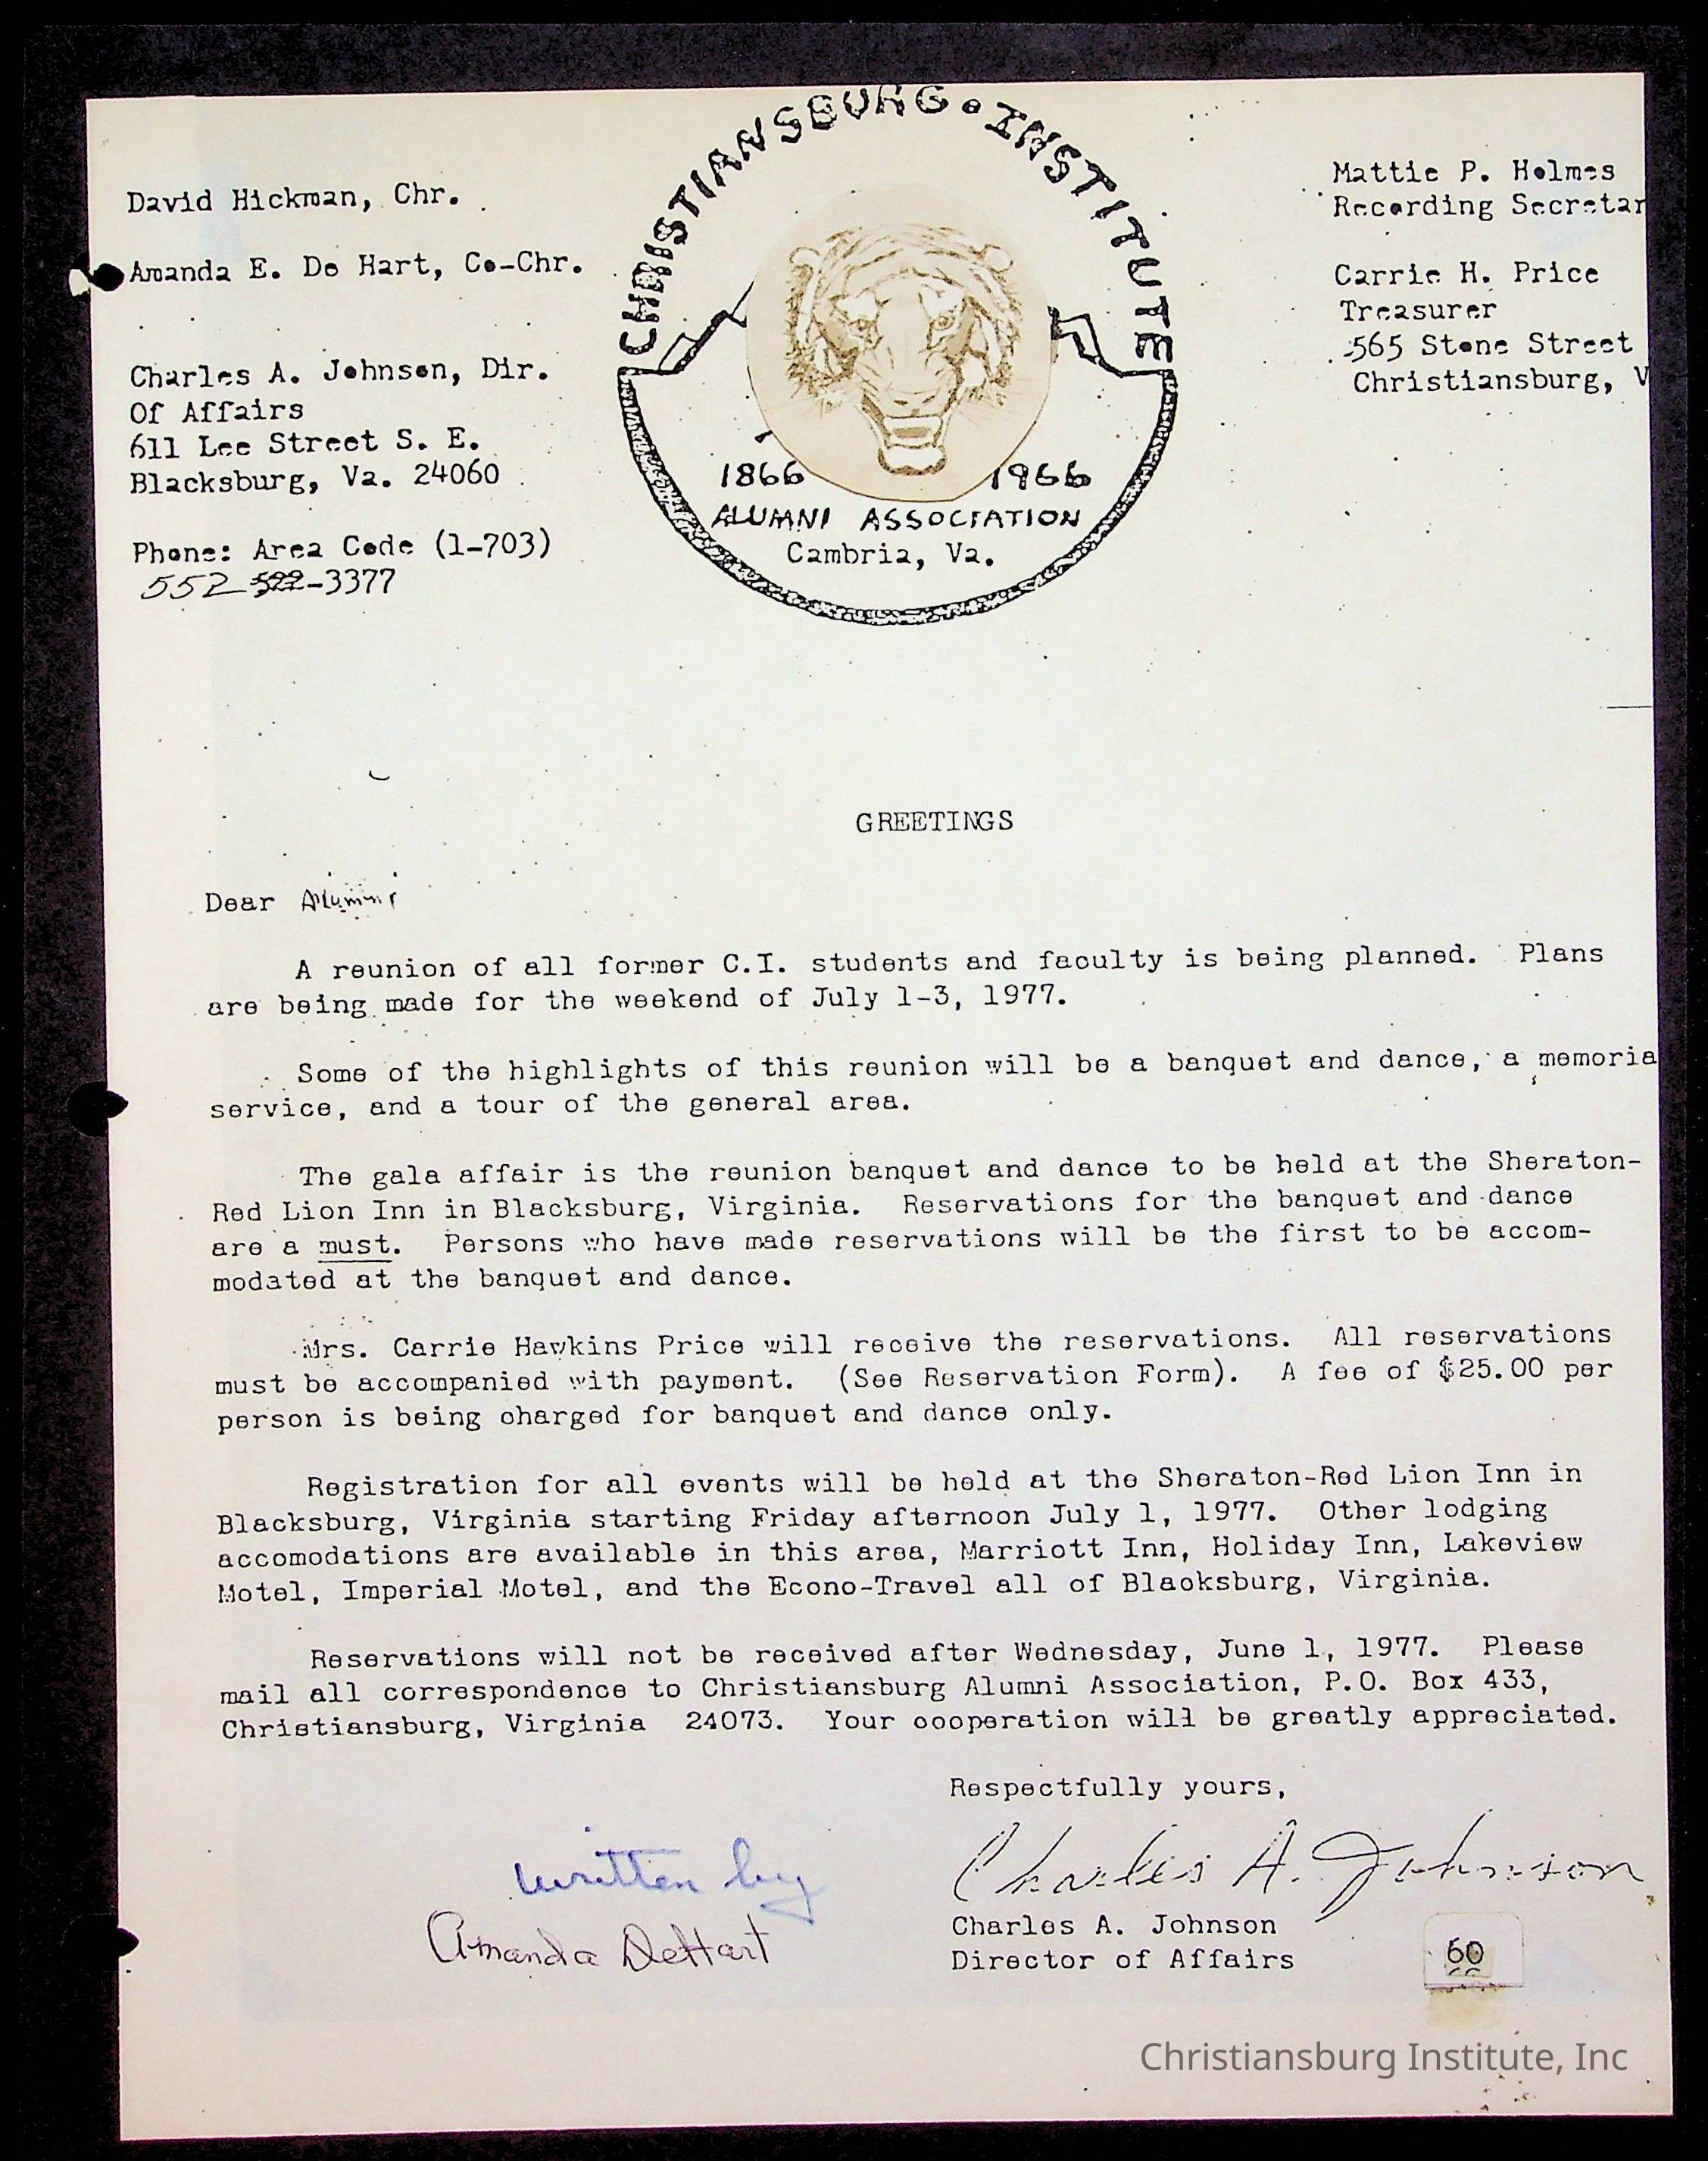 CHRISTIANSBURG • INSTITUTE
David Hickman, Chr.
Amanda E. De Hart, Co-Chr.
Charles A. Johnson, Dir.
Of Affairs
611 Lee Street S. E.
Blacksburg, Va. 24060
Phone: Area Code (1-703)
552 -3377
1866 1966
ALUMNI ASSOCIATION
Cambria, Va.
Mattie P. Holmes
Recording Secretar
Carrie H. Price
Treasurer
565 Stone Street
Christiansburg, V
GREETINGS
Dear Alumni
A reunion of all former C.I. students and faculty is being planned. Plans
are being made for the weekend of July 1-3, 1977.
Some of the highlights of this reunion will be a banquet and dance, a memoria
service, and a tour of the general area.
The gala affair is the reunion banquet and dance to be held at the Sheraton-
Red Lion Inn in Blacksburg, Virginia. Reservations for the banquet and dance
are a must. Persons who have made reservations will be the first to be accom-
modated at the banquet and dance.
Mrs. Carrie Hawkins Price will receive the reservations. All reservations
must be accompanied with payment. (See Reservation Form). A fee of $25.00 per
person is being charged for banquet and dance only.
Registration for all events will be held at the Sheraton-Red Lion Inn in
Blacksburg, Virginia starting Friday afternoon July 1, 1977. Other lodging
accomodations are available in this area, Marriott Inn, Holiday Inn, Lakeview
Motel, Imperial Motel, and the Econo-Travel all of Blacksburg, Virginia.
Reservations will not be received after Wednesday, June 1, 1977. Please
mail all correspondence to Christiansburg Alumni Association, P.O. Box 433,
Christiansburg, Virginia 24073. Your cooperation will be greatly appreciated.
Respectfully yours,
Charles A. Johnson
Charles A. Johnson
Director of Affairs
written by
Amanda DeHart
60
Christiansburg Institute, Inc